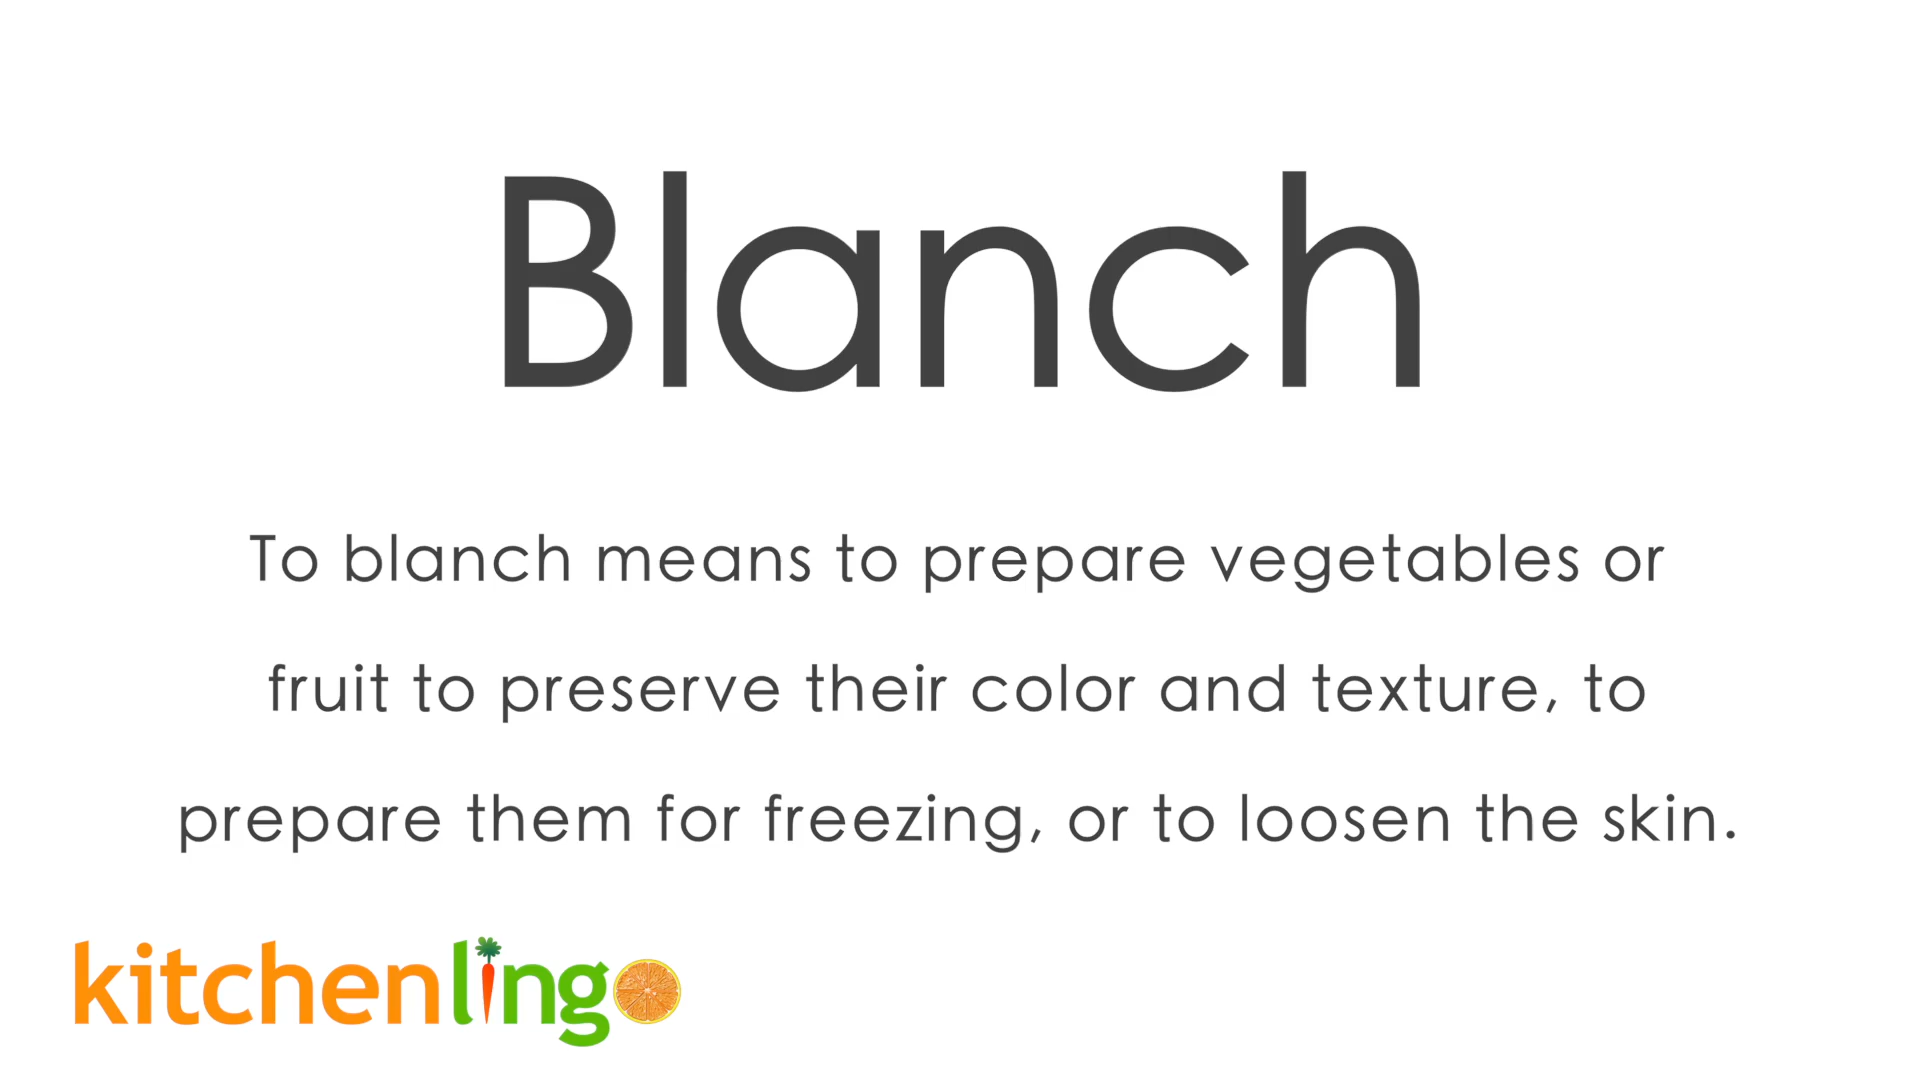 Blanch
To blanch means to prepare vegetables or
fruit to preserve their color and texture, to
prepare them for freezing, or to loosen the skin.
kitchenlingo